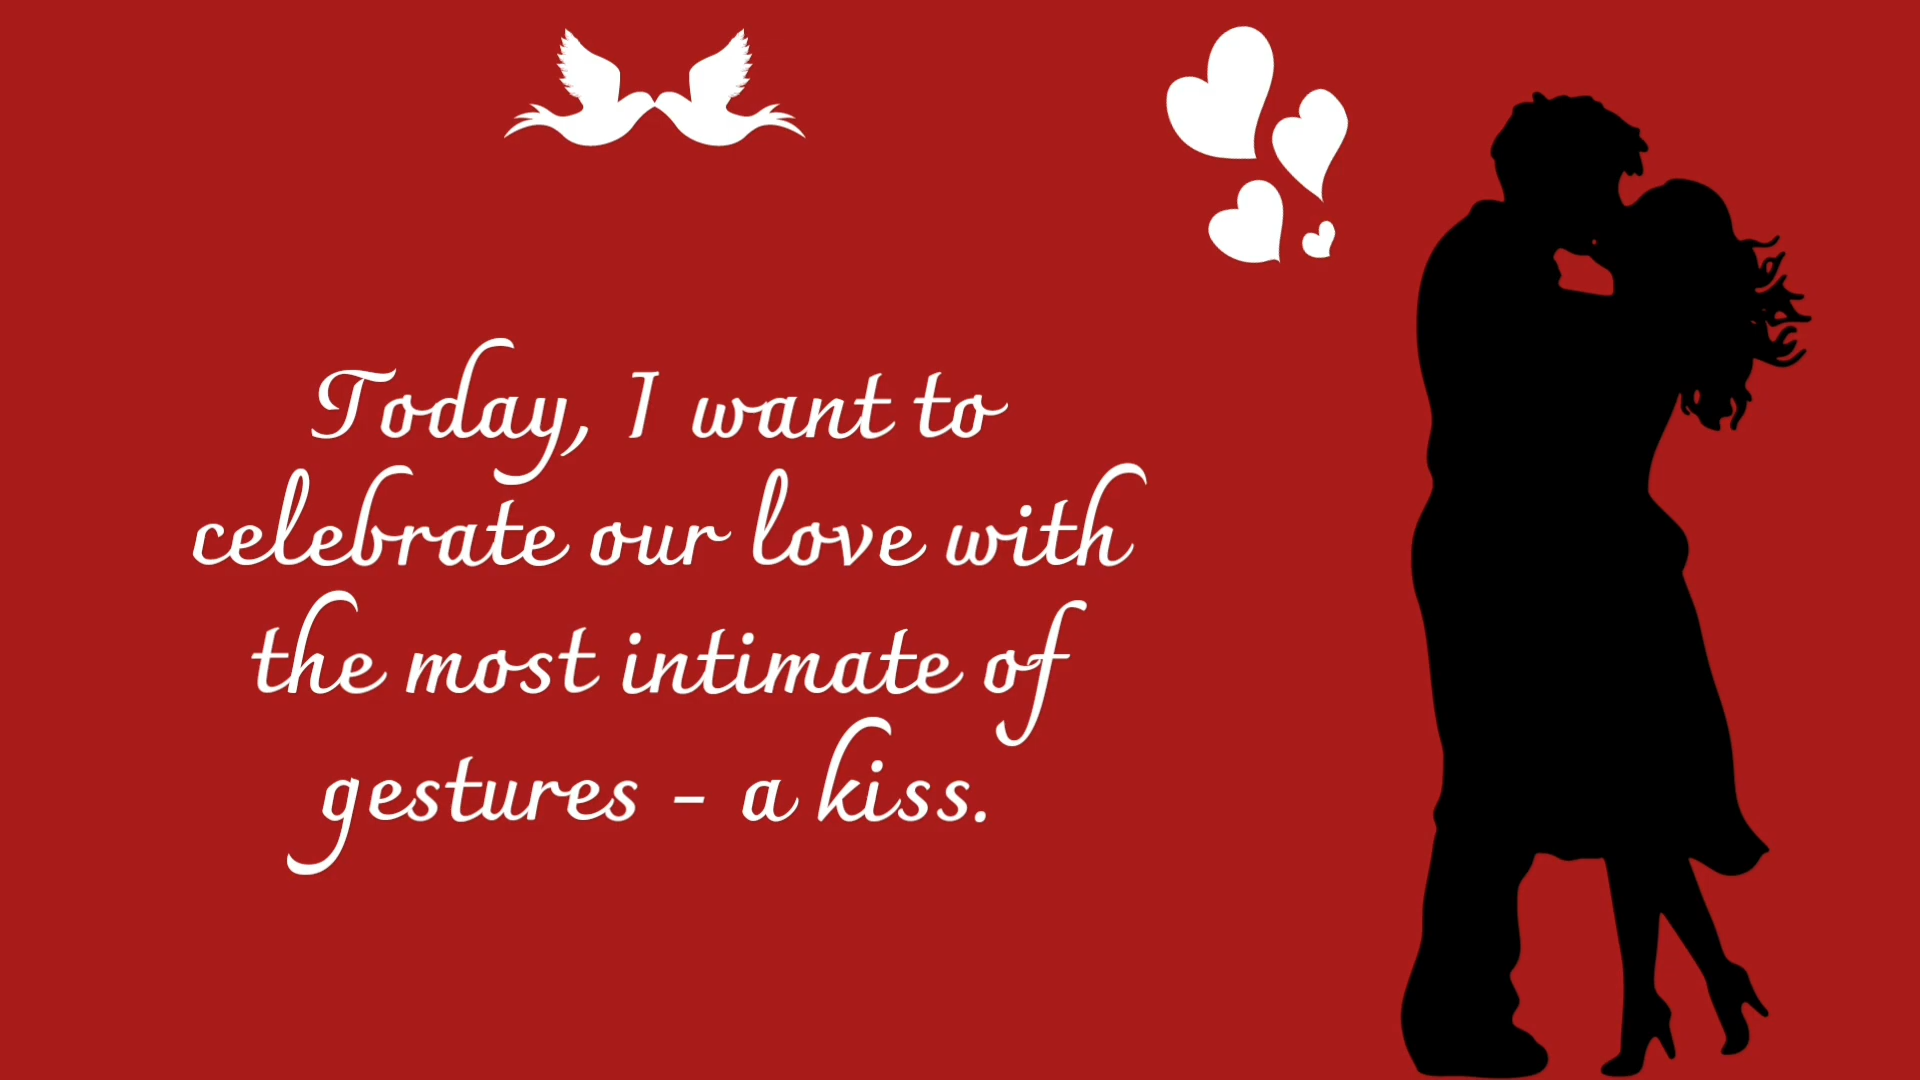 Today, I want to
celebrate our love with
the most intimate of
gestures - a kiss.